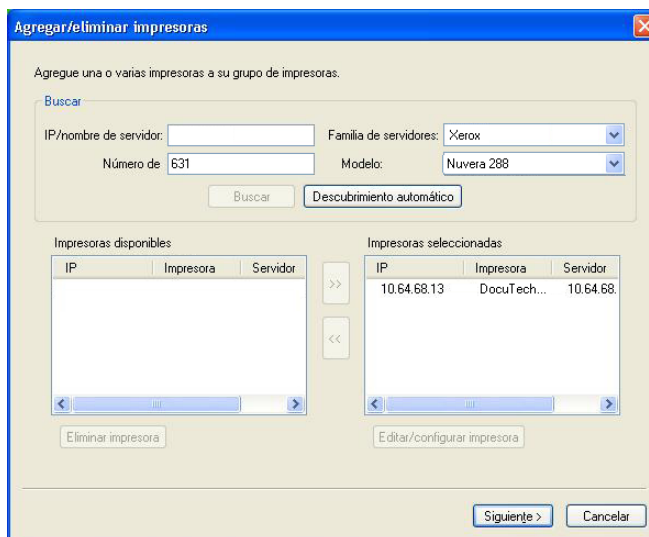 Agregar/eliminar impresoras
Agregue una o varias impresoras a su grupo de impresoras.
Buscar
IP/nombre de servidor: Familia de servidores: Xerox
Número de 631 Modelo: Nuvera 288
Buscar Descubrimiento automático
Impresoras disponibles Impresoras seleccionadas
IP Impresora Servidor >> IP Impresora Servidor
10.64.68.13 DocuTech... 10.64.68.
<<
Eliminar impresora Editar/configurar impresora
Siguiente > Cancelar